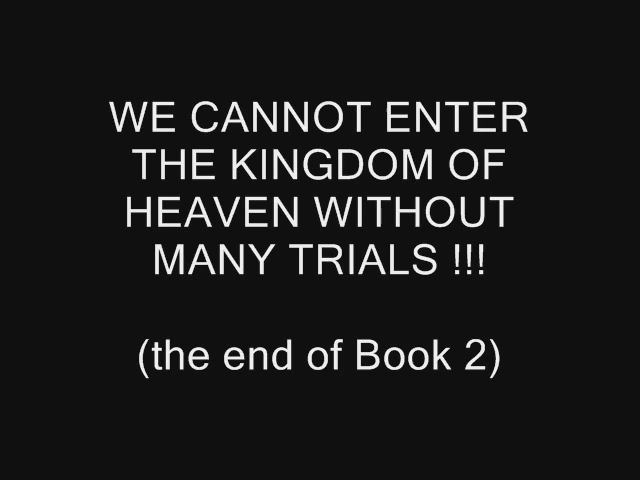 WE CANNOT ENTER
THE KINGDOM OF
HEAVEN WITHOUT
MANY TRIALS !!!
(the end of Book 2)